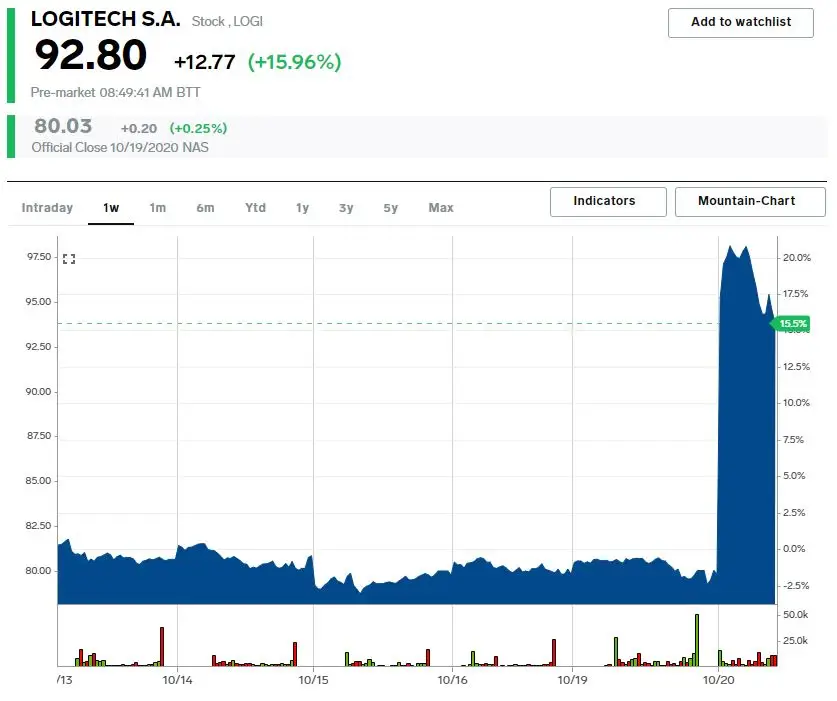 LOGITECH S.A. Stock , LOGI
Add to watchlist
92.80 +12.77 (+15.96%)
Pre-market 08:49:41 AM BTT
80.03 +0.20 (+0.25%)
Official Close 10/19/2020 NAS
Intraday 1w 1m 6m Ytd 1y 3y 5y Max
Indicators Mountain-Chart
97.50 20.0%
17.5%
95.00
15.5%
92.50
12.5%
90.00
10.0%
87.50 7.5%
85.00 5.0%
82.50 2.5%
0.0%
80.00
-2.5%
50.0k
25.0k
/13 10/14 10/15 10/16 10/19 10/20